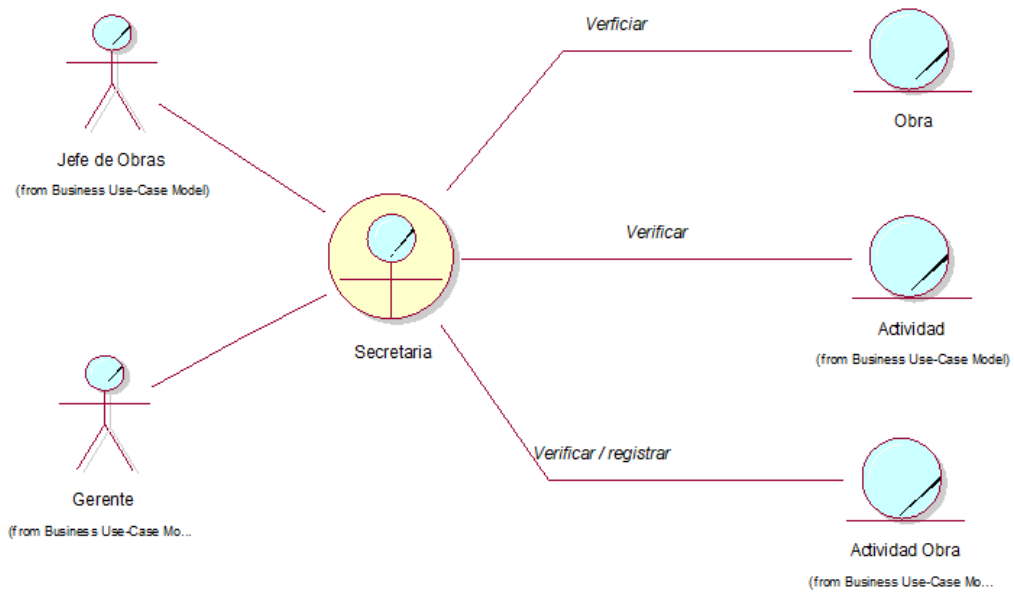 Verficiar
Obra
Jefe de Obras
(from Business Use-Case Model)
Verificar
Secretaria
Actividad
(from Business Use-Case Model)
Verificar / registrar
Gerente
(from Business Use-Case Mo...
Actividad Obra
(from Business Use-Case Mo...